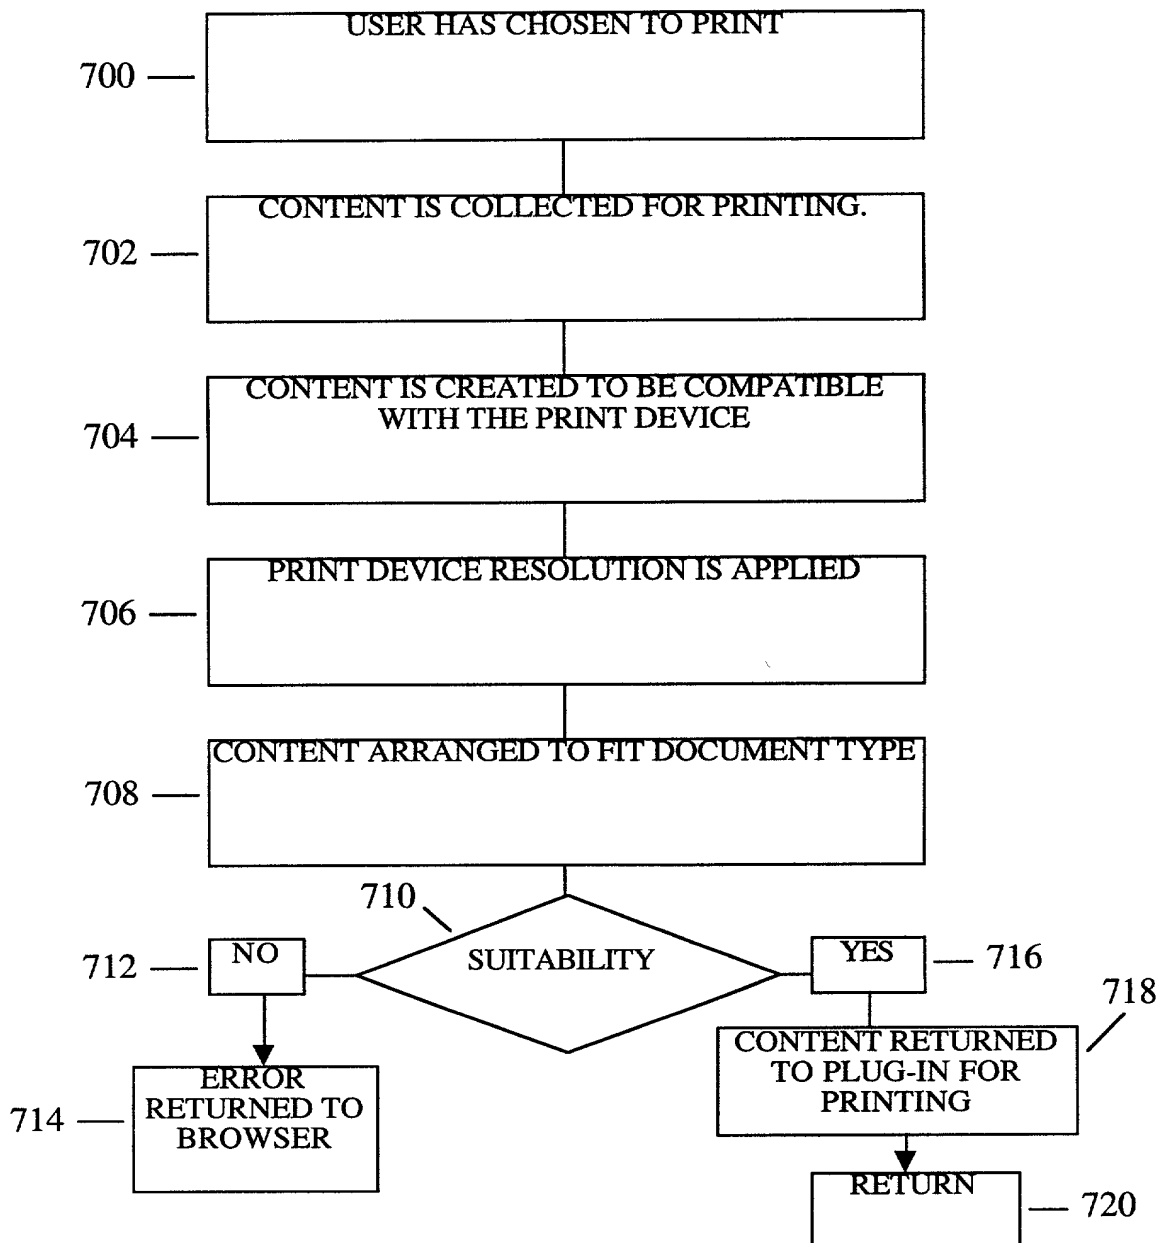 USER HAS CHOSEN TO PRINT
700
CONTENT IS COLLECTED FOR PRINTING.
702
CONTENT IS CREATED TO BE COMPATIBLE
WITH THE PRINT DEVICE
704
PRINT DEVICE RESOLUTION IS APPLIED
706
CONTENT ARRANGED TO FIT DOCUMENT TYPE
708
710
SUITABILITY
NO
712
YES
716
718
ERROR
RETURNED TO
BROWSER
714
CONTENT RETURNED
TO PLUG-IN FOR
PRINTING
RETURN
720